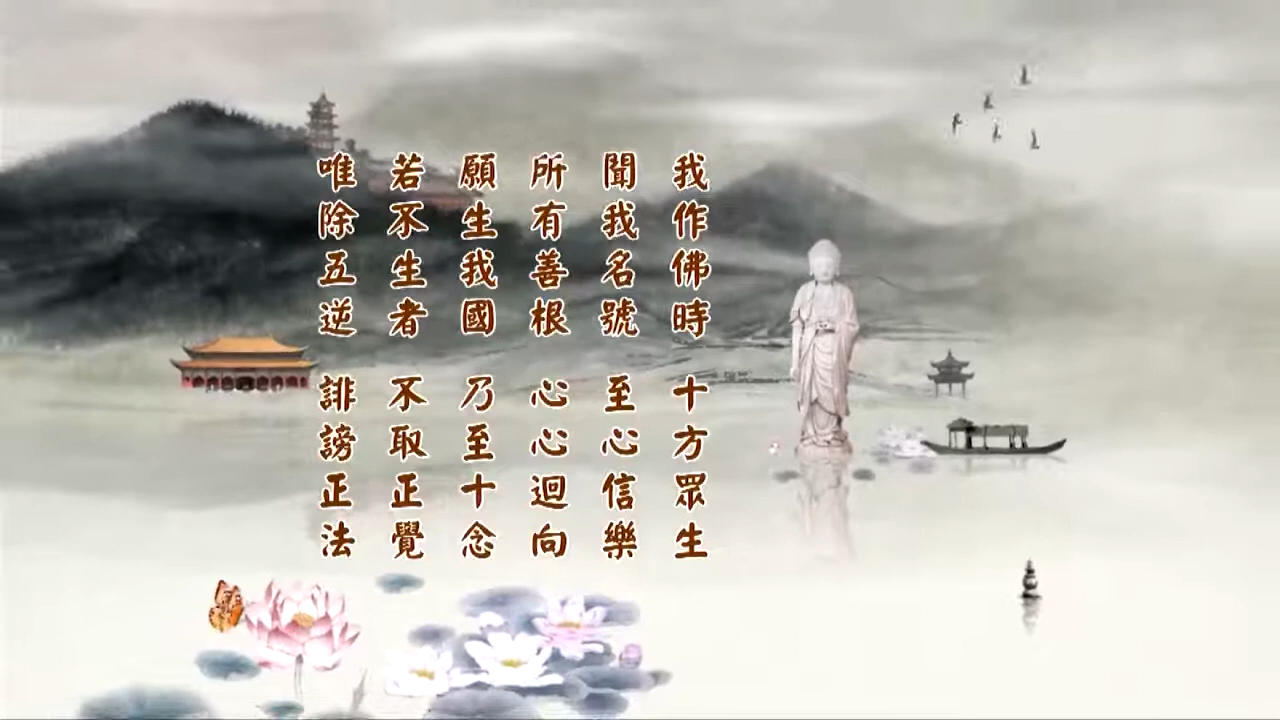 我作佛時 十方眾生
聞我名號 至心信樂
所有善根 心心迴向
願生我國 乃至十念
若不生者 不取正覺
唯除五逆 誹謗正法